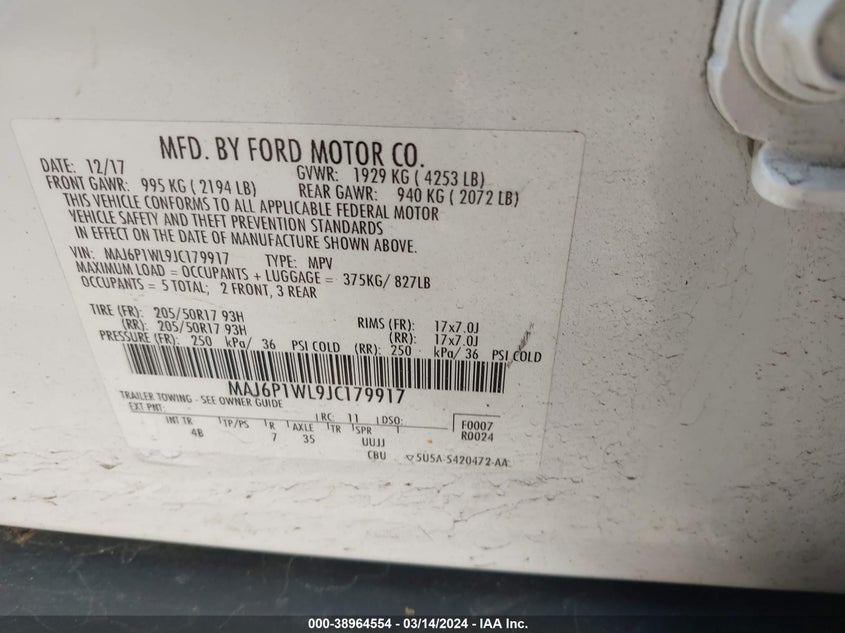 MFD. BY FORD MOTOR CO.
DATE: 12/17 GVWR: 1929 KG ( 4253 LB)
FRONT GAWR: 995 KG ( 2194 LB) REAR GAWR: 940 KG ( 2072 LB)
THIS VEHICLE CONFORMS TO ALL APPLICABLE FEDERAL MOTOR
VEHICLE SAFETY AND THEFT PREVENTION STANDARDS
IN EFFECT ON THE DATE OF MANUFACTURE SHOWN ABOVE.
VIN: MAJ6P1WL9JC179917 TYPE: MPV
MAXIMUM LOAD = OCCUPANTS + LUGGAGE = 375KG/ 827LB
OCCUPANTS = 5 TOTAL; 2 FRONT, 3 REAR
TIRE (FR): 205/50R17 93H RIMS (FR): 17x7.0J
(RR): 205/50R17 93H (RR): 17x7.0J
PRESSURE (FR): 250 kPa/ 36 PSI COLD (RR): 250 kPa/ 36 PSI COLD
MAJ6P1WL9JC179917
TRAILER TOWING - SEE OWNER GUIDE
EXT PNT: RC: 11 DSO: F0007
INT TR TP/PS R AXLE TR SPR R0024
4B 7 35 UUJJ
CBU 5U5A-5420472-AA
000-38964554 / 03/14/2024 — IAA Inc.